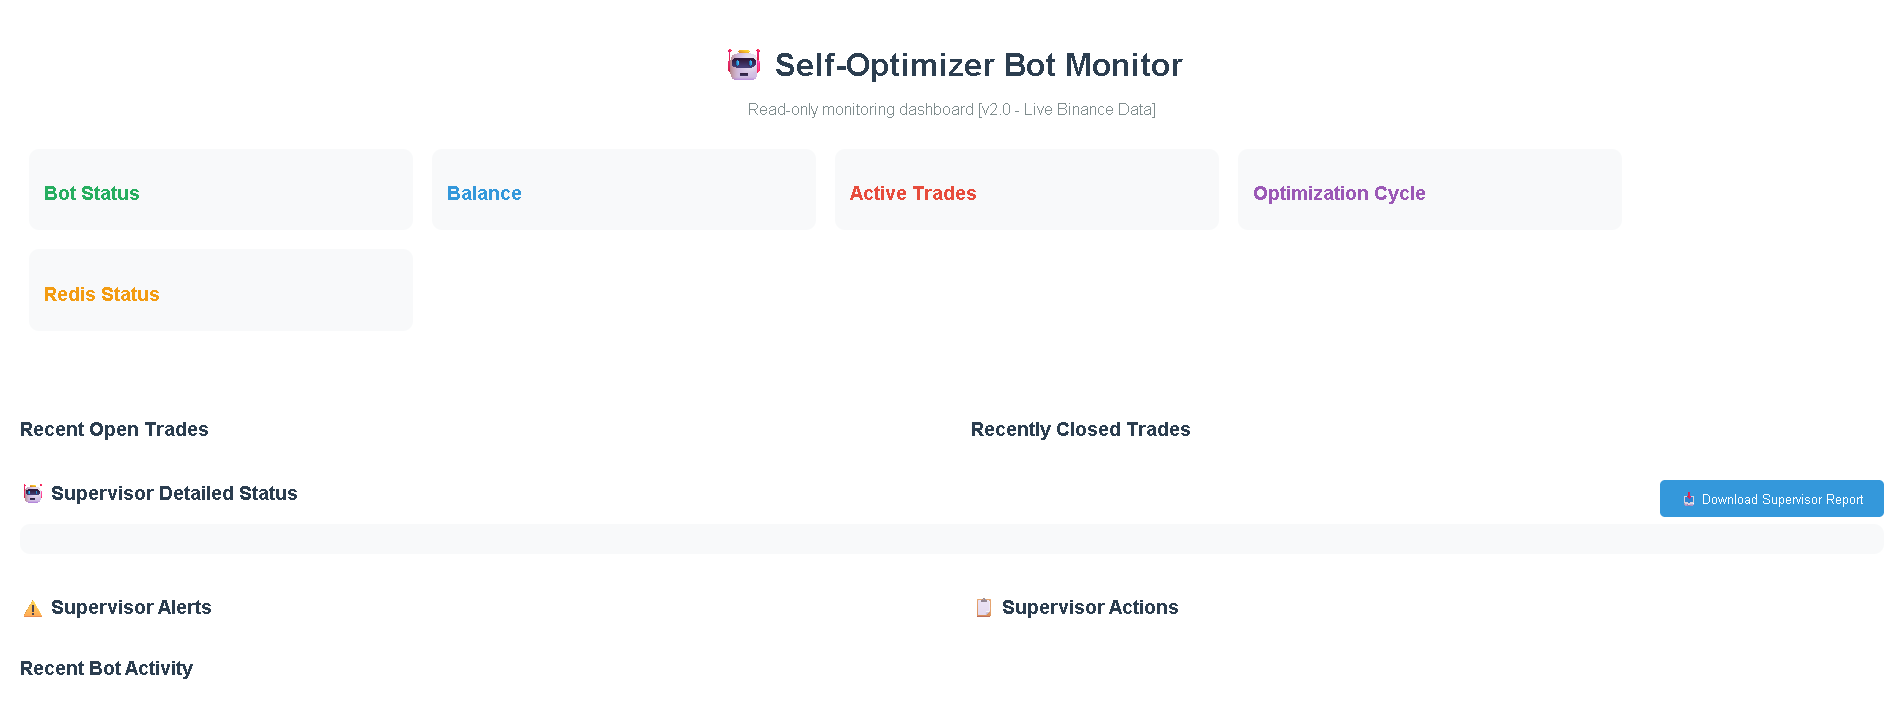 Self-Optimizer Bot Monitor
Read-only monitoring dashboard [v2.0 - Live Binance Data]
Bot Status
Balance
Active Trades
Optimization Cycle
Redis Status
Recent Open Trades
Recently Closed Trades
Supervisor Detailed Status
Download Supervisor Report
Supervisor Alerts
Supervisor Actions
Recent Bot Activity